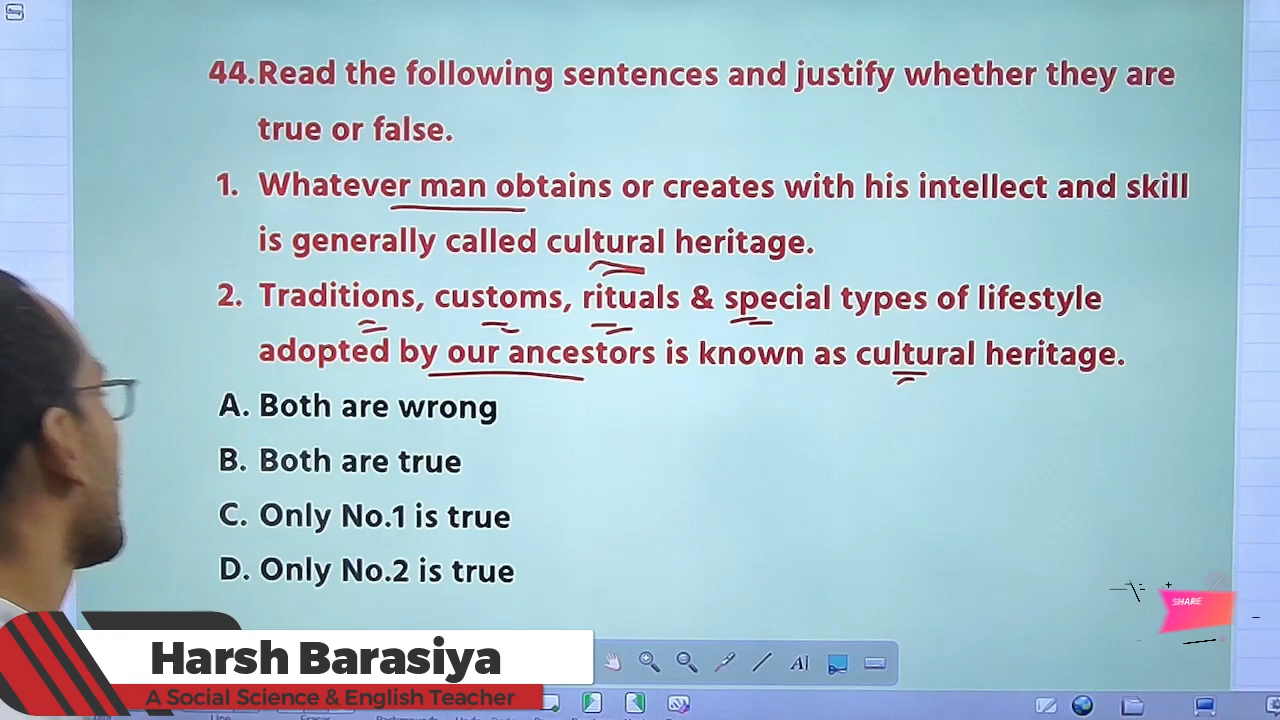 44.Read the following sentences and justify whether they are
true or false.
1. Whatever man obtains or creates with his intellect and skill
is generally called cultural heritage.
2. Traditions, customs, rituals & special types of lifestyle
adopted by our ancestors is known as cultural heritage.
A. Both are wrong
B. Both are true
C. Only No.1 is true
D. Only No.2 is true
SHARE
Harsh Barasiya
A Social Science & English Teacher